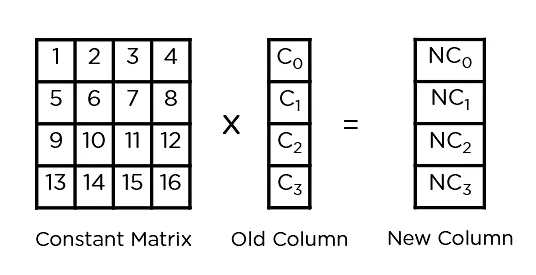 1 2 3 4 C₀ NC₀
5 6 7 8 C₁ NC₁
x =
9 10 11 12 C₂ NC₂
13 14 15 16 C₃ NC₃
Constant Matrix Old Column New Column